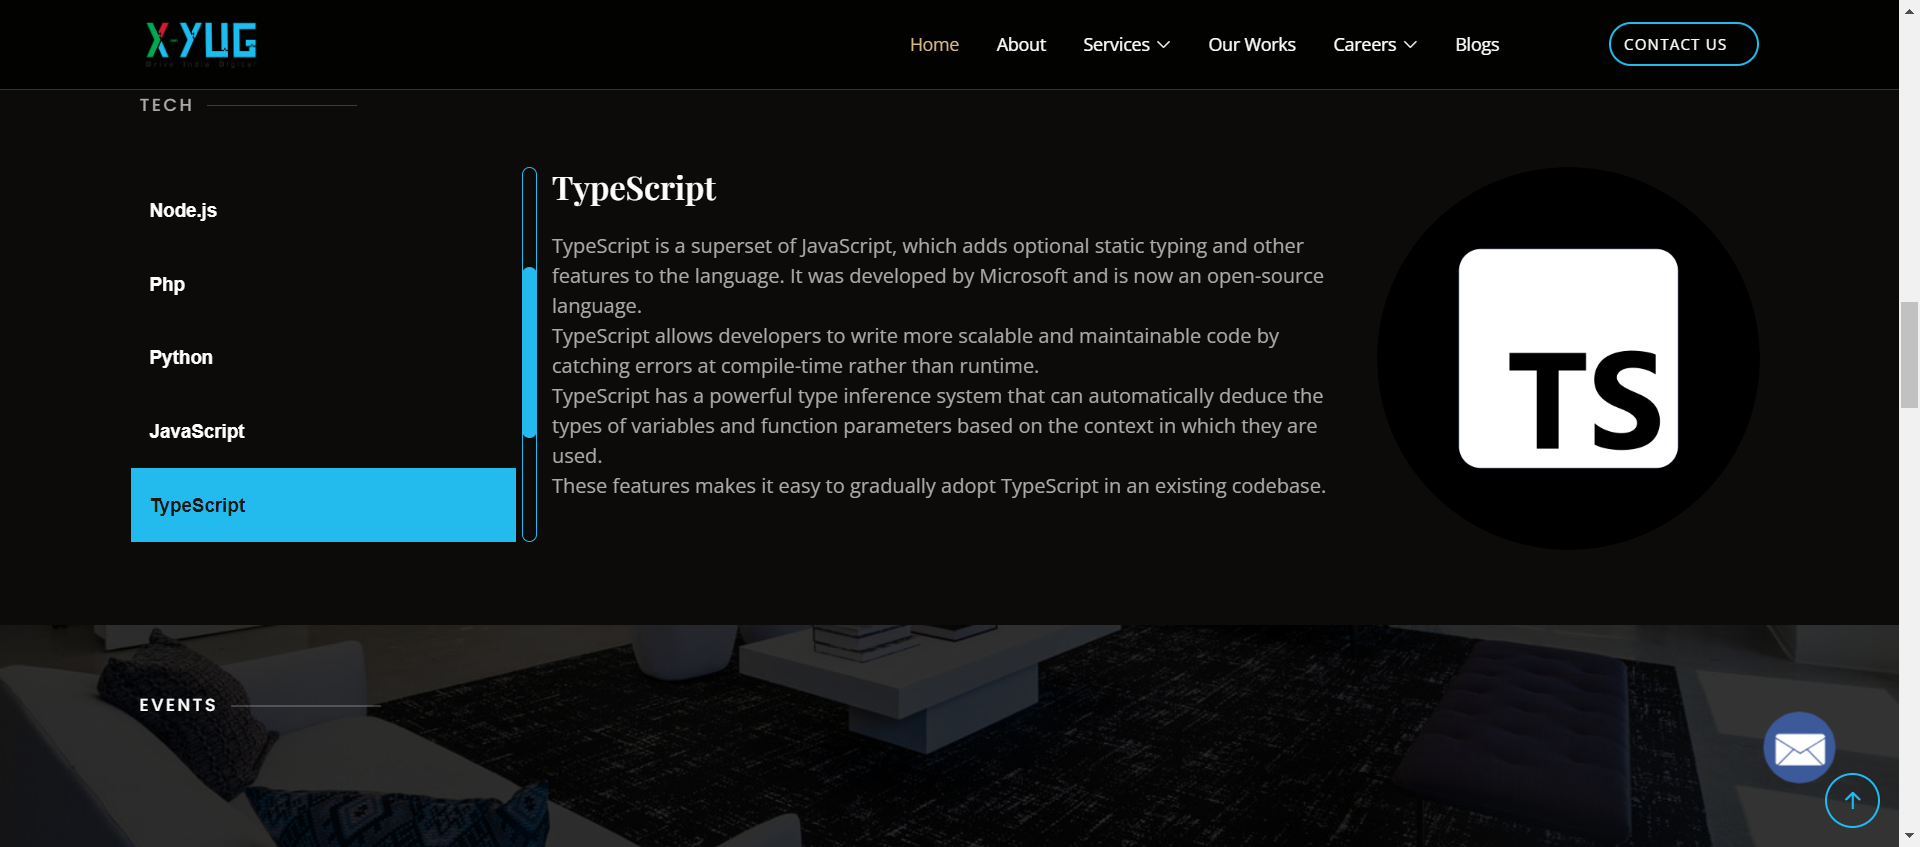 X-YUG
Drive India Digital
Home About Services Our Works Careers Blogs CONTACT US
TECH
Node.js
Php
Python
JavaScript
TypeScript
TypeScript
TypeScript is a superset of JavaScript, which adds optional static typing and other
features to the language. It was developed by Microsoft and is now an open-source
language.
TypeScript allows developers to write more scalable and maintainable code by
catching errors at compile-time rather than runtime.
TypeScript has a powerful type inference system that can automatically deduce the
types of variables and function parameters based on the context in which they are
used.
These features makes it easy to gradually adopt TypeScript in an existing codebase.
TS
EVENTS